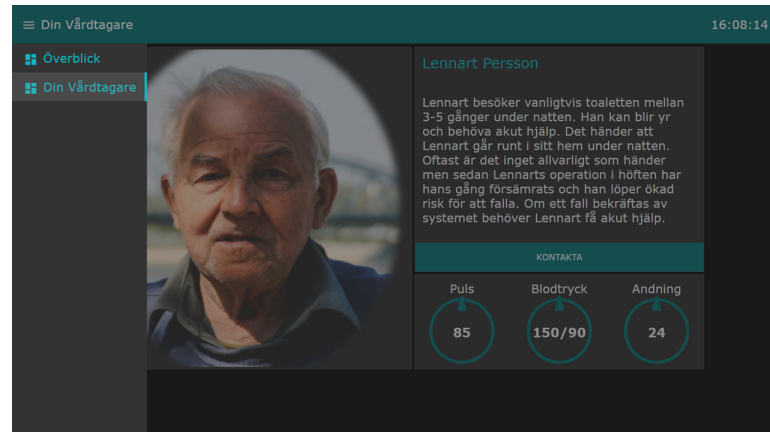 Din Vårdtagare
16:08:14
Överblick
Din Vårdtagare
Lennart Persson
Lennart besöker vanligtvis toaletten mellan
3-5 gånger under natten. Han kan blir yr
och behöva akut hjälp. Det händer att
Lennart går runt i sitt hem under natten.
Oftast är det inget allvarligt som händer
men sedan Lennarts operation i höften har
hans gång försämrats och han löper ökad
risk för att falla. Om ett fall bekräftas av
systemet behöver Lennart få akut hjälp.
KONTAKTA
Puls Blodtryck Andning
85 150/90 24